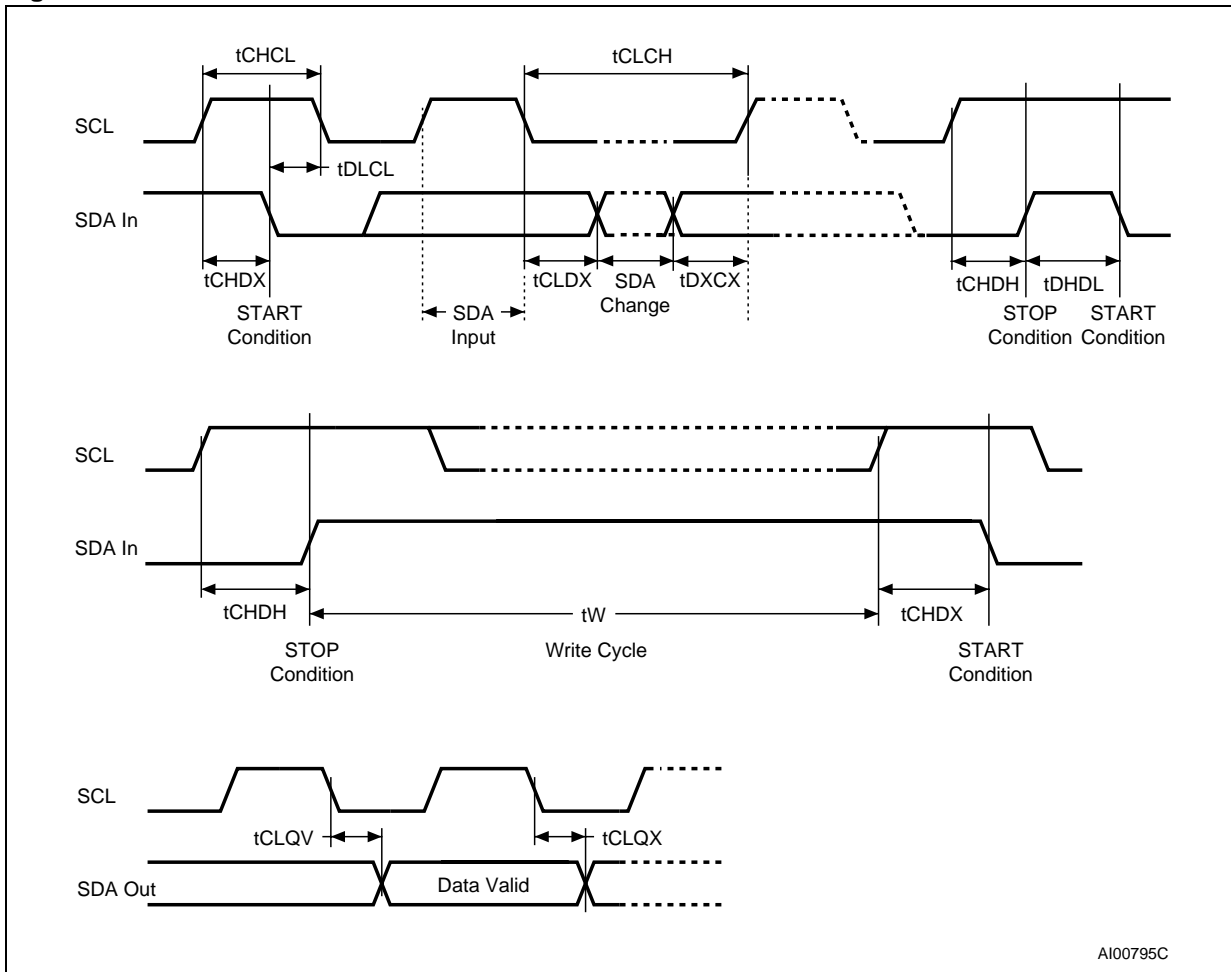 tCHCL
tCLCH
SCL
tDLCL
SDA In
tCHDX
tCLDX
SDA
Change
tDXCX
tCHDH
tDHDL
START
Condition
SDA
Input
STOP
Condition
START
Condition
SCL
SDA In
tCHDH
tW
tCHDX
STOP
Condition
Write Cycle
START
Condition
SCL
tCLQV
tCLQX
SDA Out
Data Valid
AI00795C